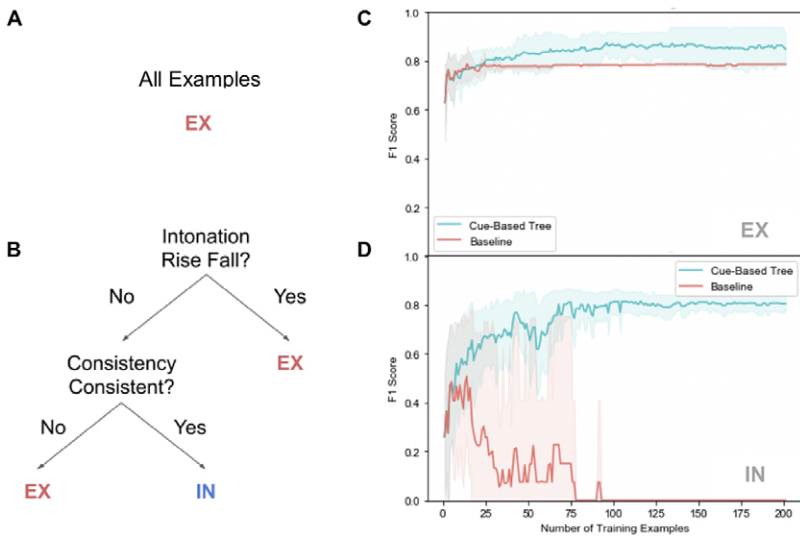 A
All Examples
EX
B
Intonation
Rise Fall?
No
Yes
Consistency
Consistent?
EX
No
Yes
EX
IN
C
1.0
0.8
0.6
0.4
0.2
F1 Score
Cue-Based Tree
Baseline
EX
D
1.0
0.8
0.6
0.4
0.2
0.0
F1 Score
Cue-Based Tree
Baseline
IN
0 25 50 75 100 125 150 175 200
Number of Training Examples